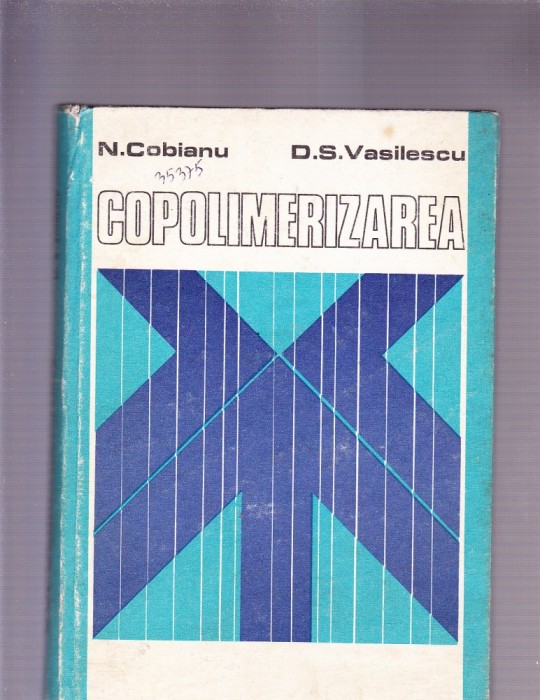 N.Cobianu D.S.Vasilescu
35375
COPOLIMERIZAREA